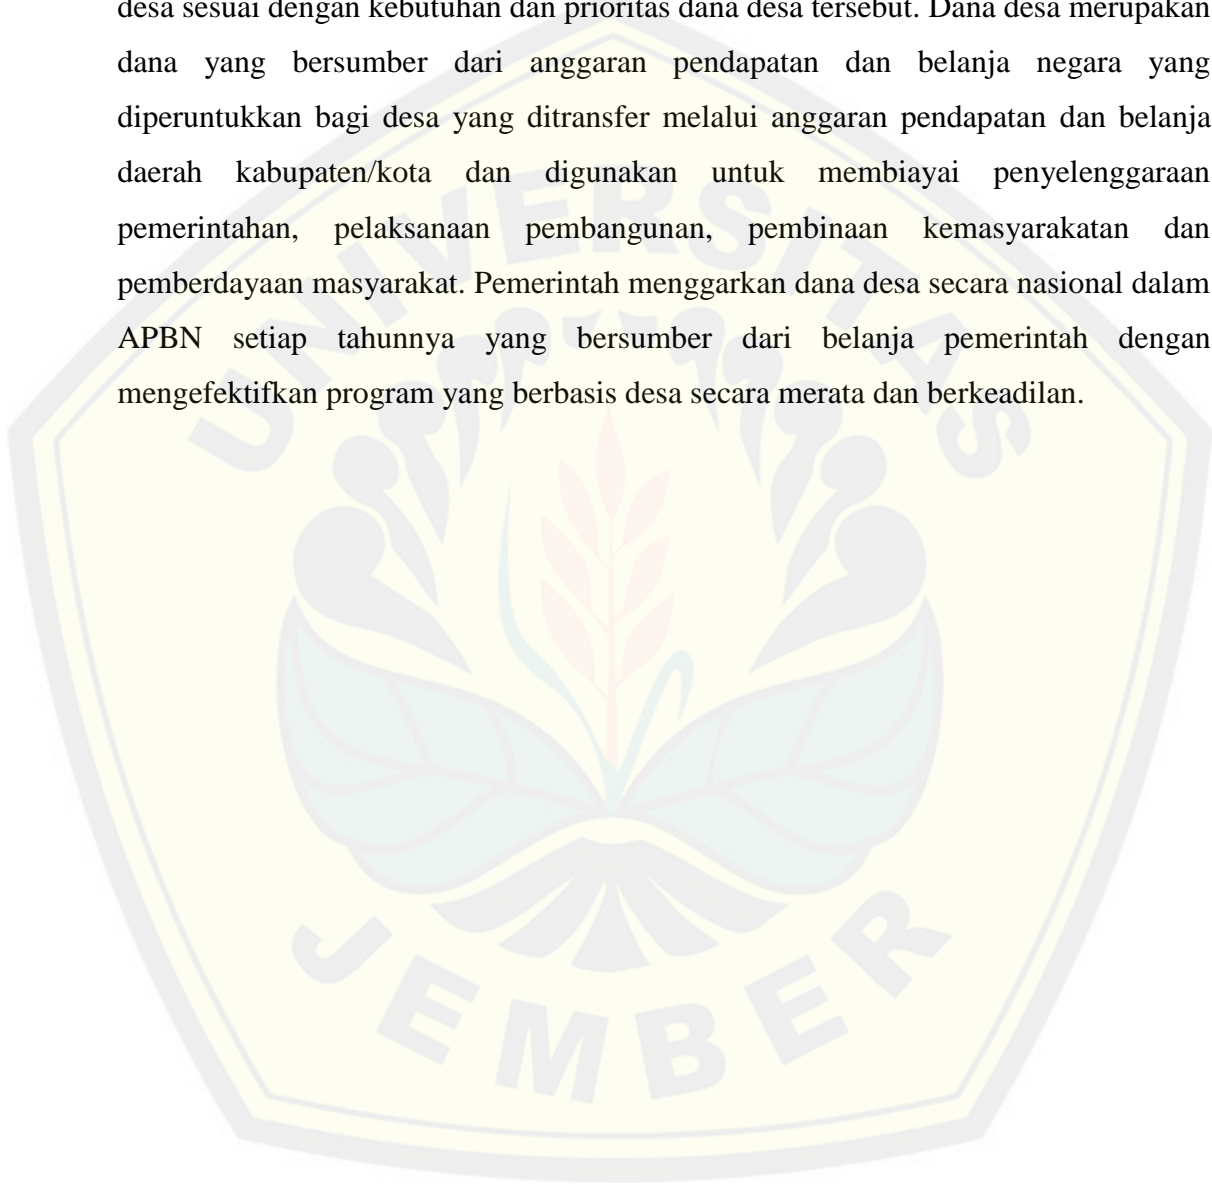 desa sesuai dengan kebutuhan dan prioritas dana desa tersebut. Dana desa merupakan
dana yang bersumber dari anggaran pendapatan dan belanja negara yang
diperuntukkan bagi desa yang ditransfer melalui anggaran pendapatan dan belanja
daerah kabupaten/kota dan digunakan untuk membiayai penyelenggaraan
pemerintahan, pelaksanaan pembangunan, pembinaan kemasyarakatan dan
pemberdayaan masyarakat. Pemerintah menggarkan dana desa secara nasional dalam
APBN setiap tahunnya yang bersumber dari belanja pemerintah dengan
mengefektifkan program yang berbasis desa secara merata dan berkeadilan.
UNIVERSITAS
JEMBER